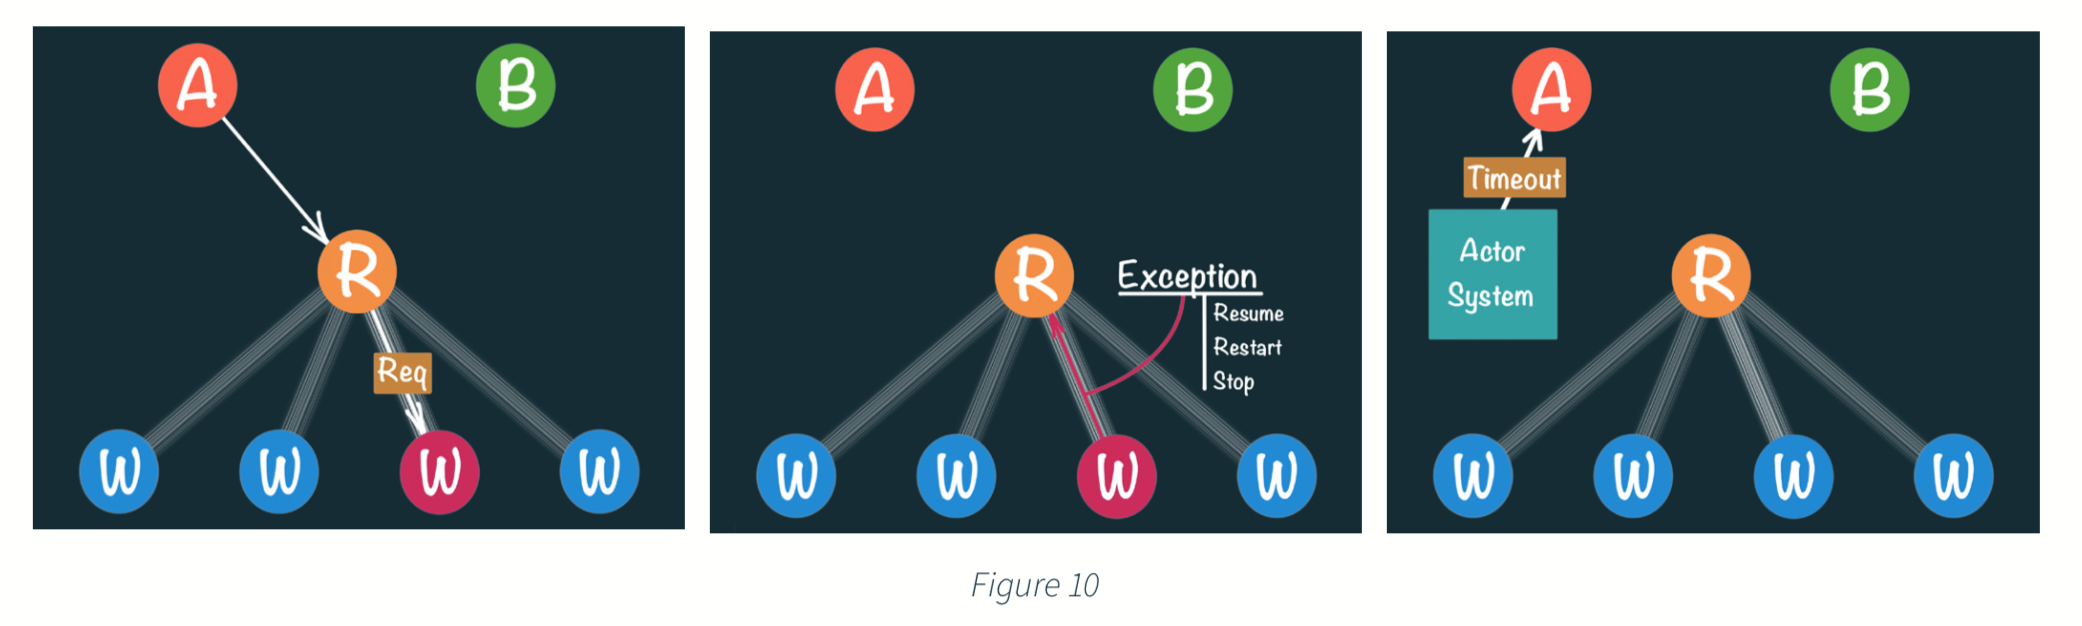 A
B
R
Req
W
W
W
W
A
B
R
Exception
Resume
Restart
Stop
W
W
W
W
A
B
Timeout
Actor
System
R
W
W
W
W
Figure 10